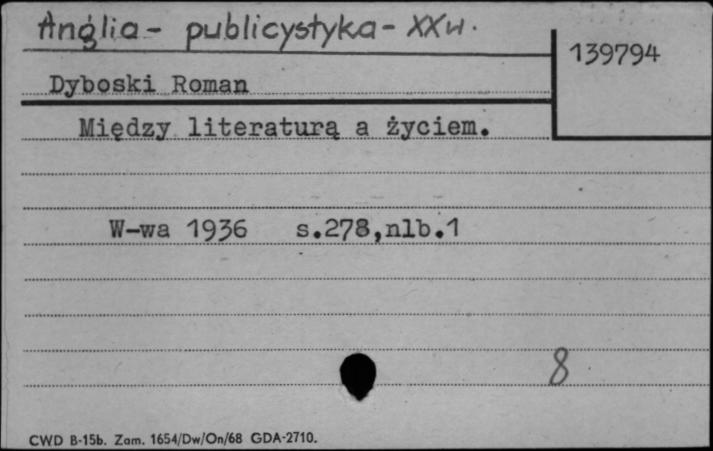 Anglia - publicystyka - XX w.
139794
Dyboski Roman
Między literaturą a życiem.
W-wa 1936 s.278,nlb.1
8
CWD B-15b. Zam. 1654/Dw/On/68 GDA-2710.